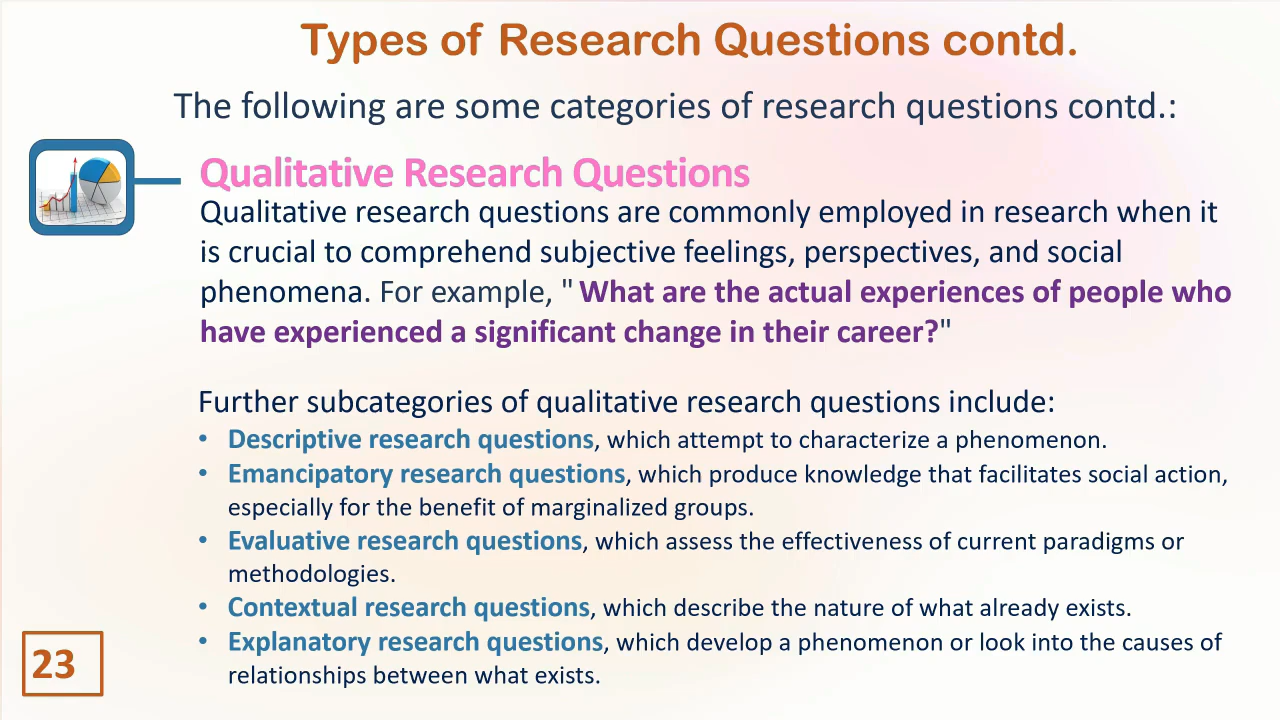 Types of Research Questions contd.
The following are some categories of research questions contd.:
Qualitative Research Questions
Qualitative research questions are commonly employed in research when it
is crucial to comprehend subjective feelings, perspectives, and social
phenomena. For example, "What are the actual experiences of people who
have experienced a significant change in their career?"
Further subcategories of qualitative research questions include:
• Descriptive research questions, which attempt to characterize a phenomenon.
• Emancipatory research questions, which produce knowledge that facilitates social action,
especially for the benefit of marginalized groups.
• Evaluative research questions, which assess the effectiveness of current paradigms or
methodologies.
• Contextual research questions, which describe the nature of what already exists.
• Explanatory research questions, which develop a phenomenon or look into the causes of
relationships between what exists.
23